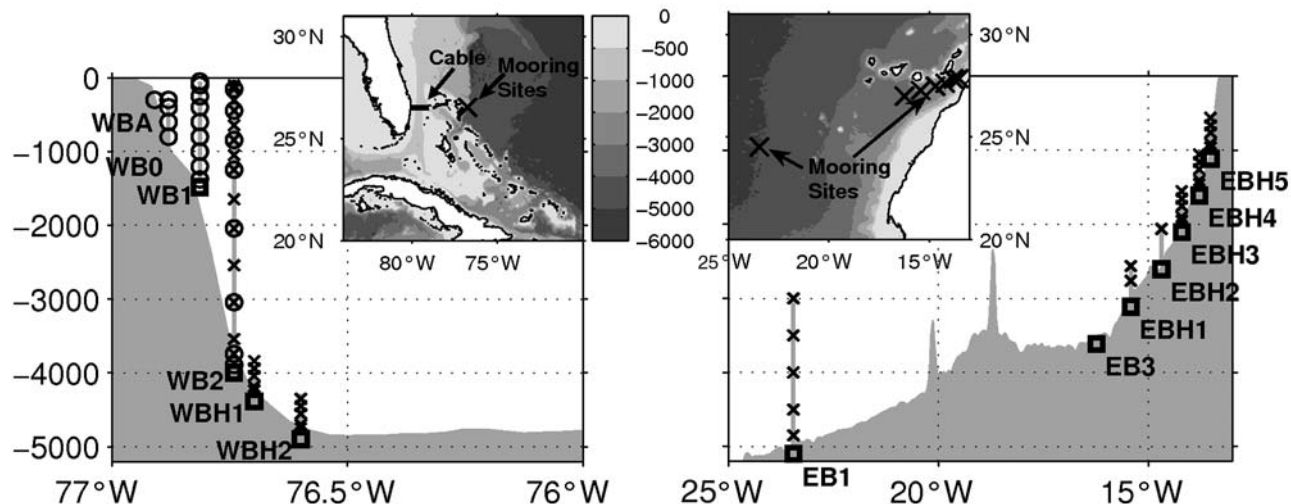 0
−1000
−2000
−3000
−4000
−5000
WBA
WB0
WB1
WB2
WBH1
WBH2
77°W
76.5°W
76°W
30°N
25°N
20°N
80°W
75°W
Cable
Mooring
Sites
0
−500
−1000
−2000
−3000
−4000
−5000
−6000
30°N
25°N
20°N
25°W
20°W
15°W
Mooring
Sites
EBH5
EBH4
EBH3
EBH2
EBH1
EB3
EB1
20°W
15°W